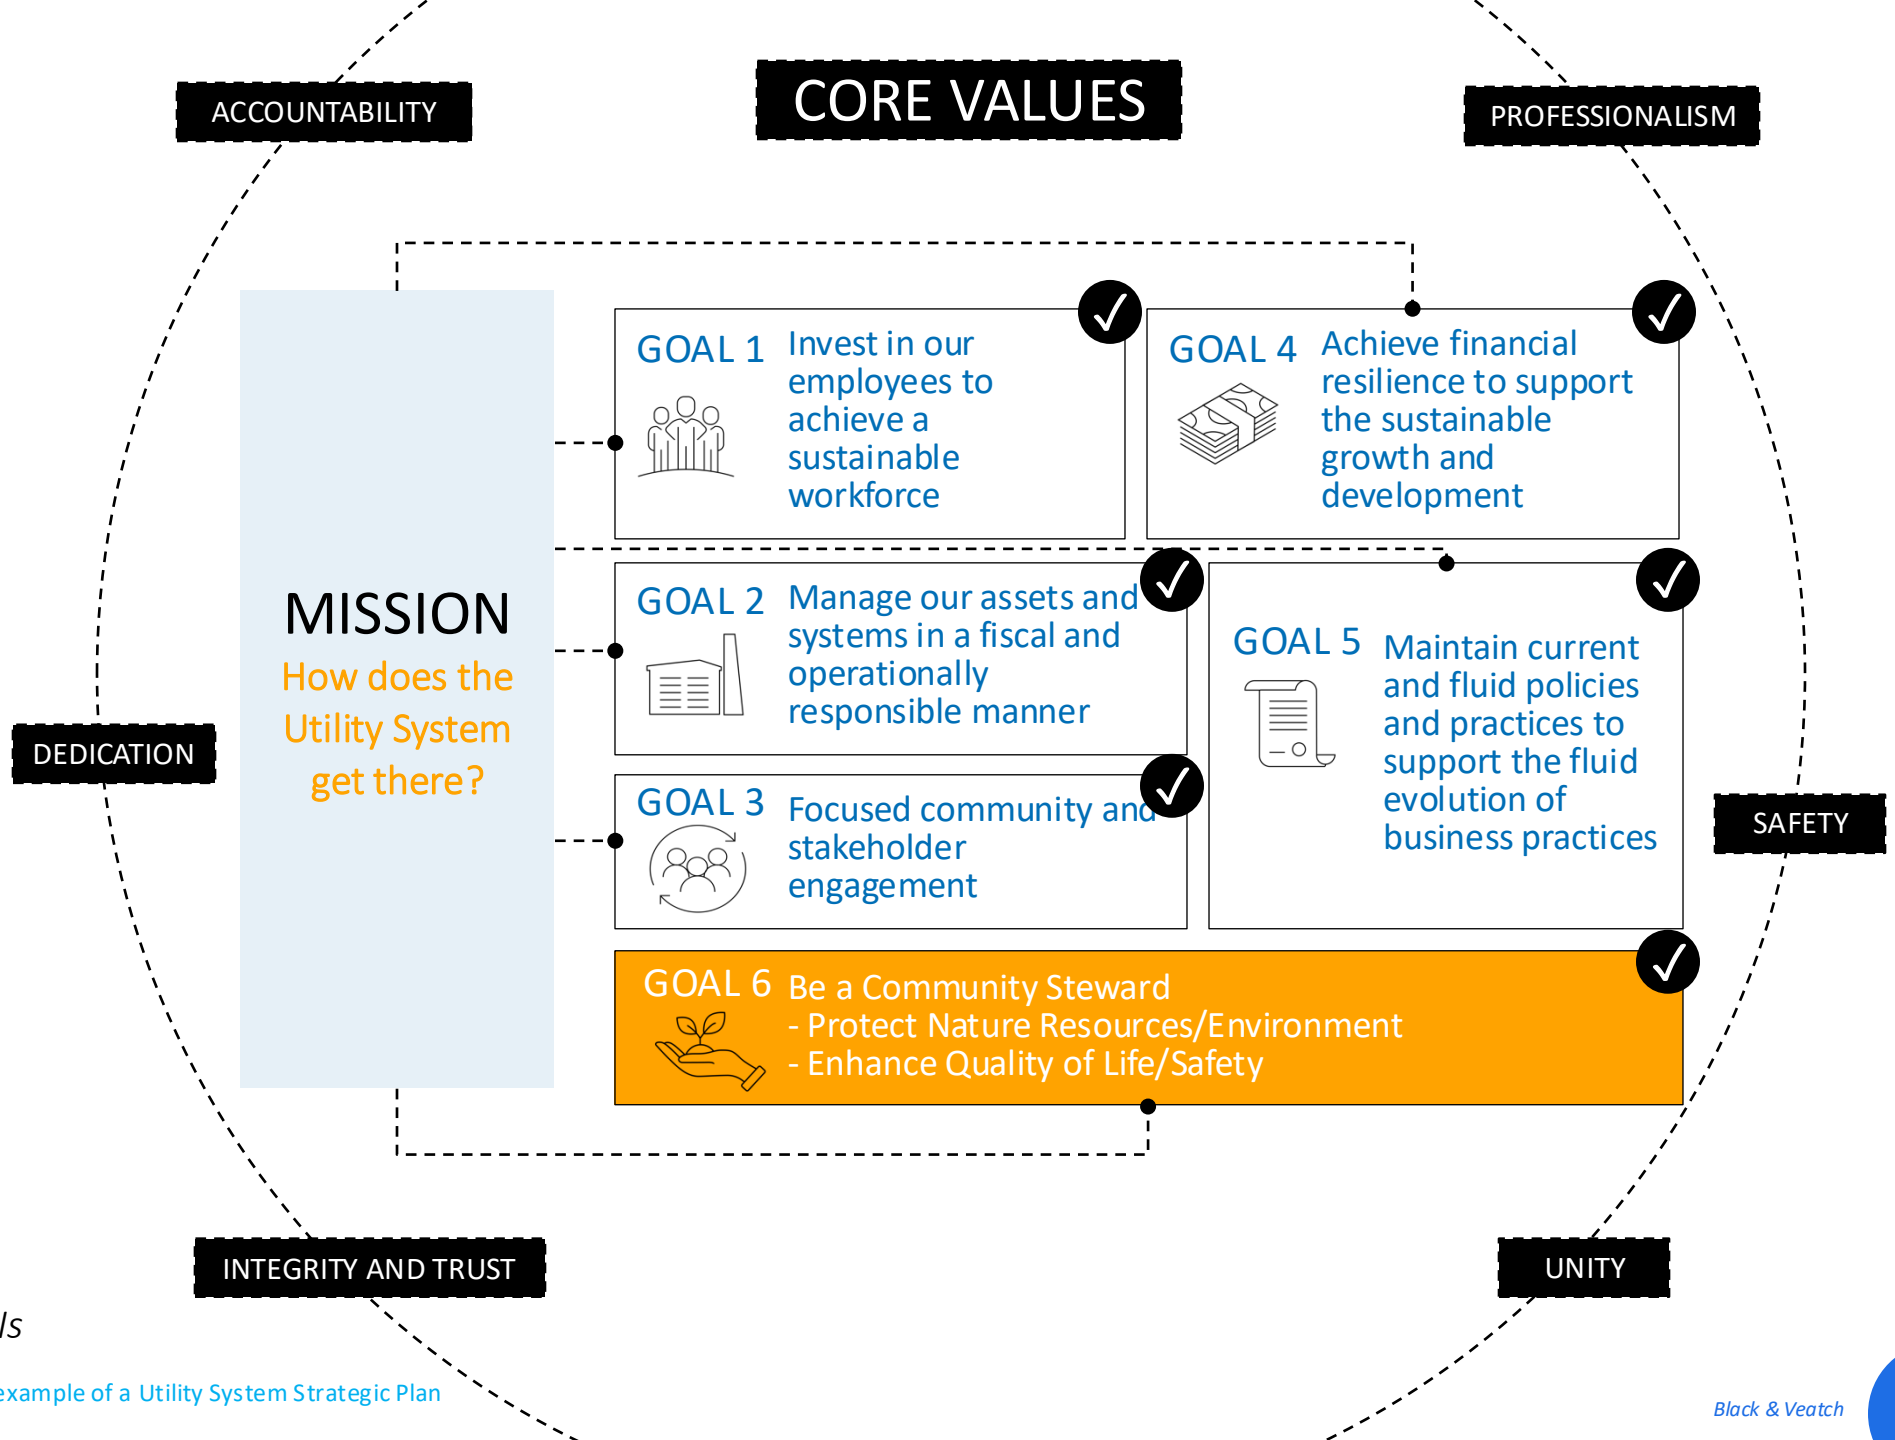 CORE VALUES
ACCOUNTABILITY
PROFESSIONALISM
MISSION
How does the
Utility System
get there?
GOAL 1
Invest in our
employees to
achieve a
sustainable
workforce
GOAL 4
Achieve financial
resilience to support
the sustainable
growth and
development
GOAL 2
Manage our assets and
systems in a fiscal and
operationally
responsible manner
GOAL 3
Focused community and
stakeholder
engagement
GOAL 5
Maintain current
and fluid policies
and practices to
support the fluid
evolution of
business practices
GOAL 6
Be a Community Steward
- Protect Nature Resources/Environment
- Enhance Quality of Life/Safety
DEDICATION
SAFETY
INTEGRITY AND TRUST
UNITY
example of a Utility System Strategic Plan
Black & Veatch